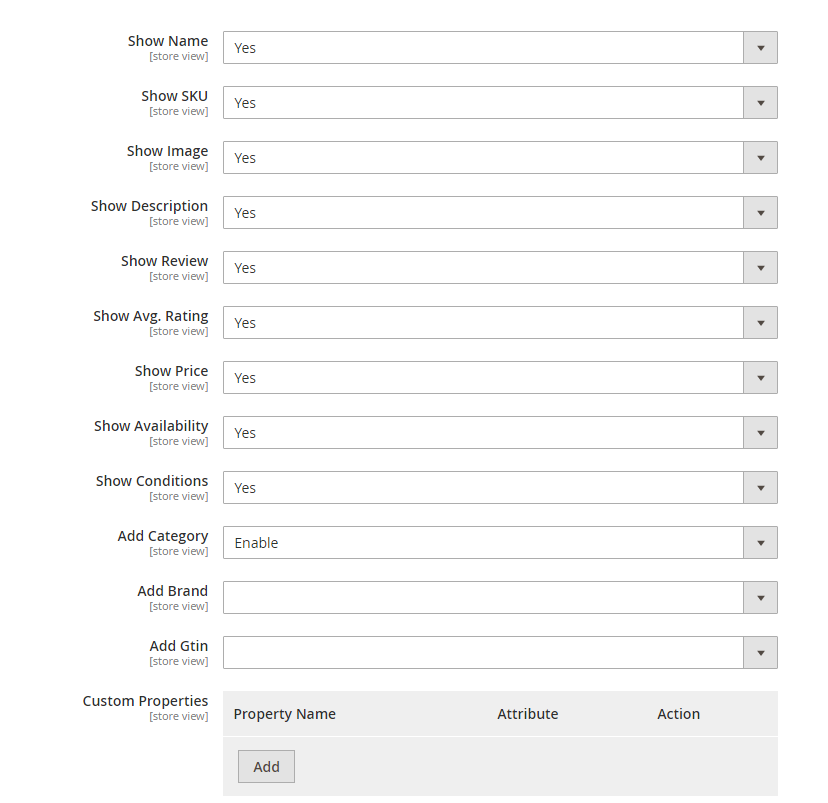 Show Name
[store view]
Yes
Show SKU
[store view]
Yes
Show Image
[store view]
Yes
Show Description
[store view]
Yes
Show Review
[store view]
Yes
Show Avg. Rating
[store view]
Yes
Show Price
[store view]
Yes
Show Availability
[store view]
Yes
Show Conditions
[store view]
Yes
Add Category
[store view]
Enable
Add Brand
[store view]
Add Gtin
[store view]
Custom Properties
[store view]
Property Name Attribute Action
Add